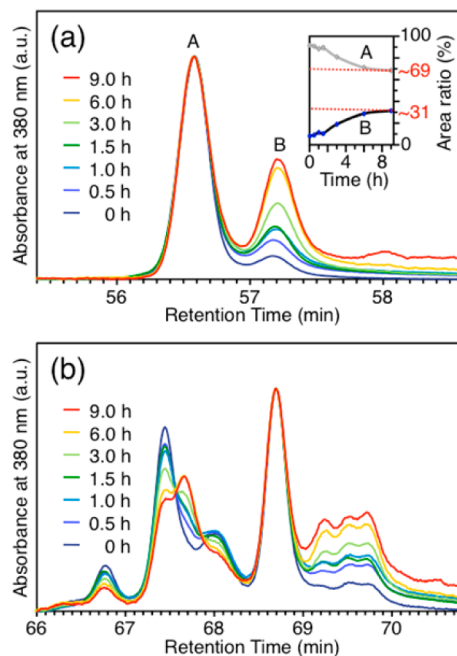 (a)
A
B
9.0 h
6.0 h
3.0 h
1.5 h
1.0 h
0.5 h
0 h
Absorbance at 380 nm (a.u.)
56
57
58
Retention Time (min)
A
B
100
80
~69
40
~31
0
Area ratio (%)
0
4
8
Time (h)
(b)
9.0 h
6.0 h
3.0 h
1.5 h
1.0 h
0.5 h
0 h
Absorbance at 380 nm (a.u.)
66
67
68
69
70
Retention Time (min)